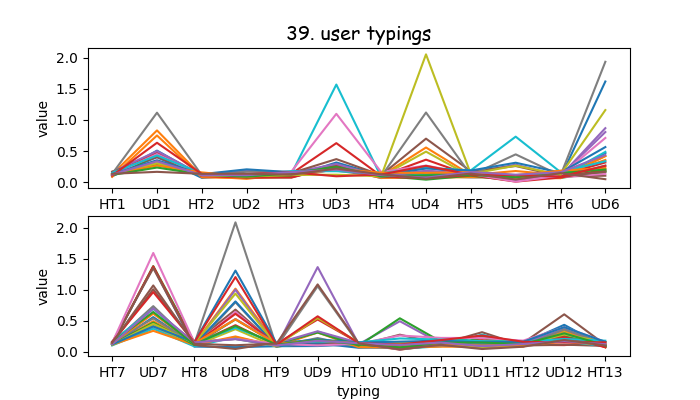 39. user typings
value
2.0
1.5
1.0
0.5
0.0
HT1 UD1 HT2 UD2 HT3 UD3 HT4 UD4 HT5 UD5 HT6 UD6
value
2.0
1.5
1.0
0.5
0.0
HT7 UD7 HT8 UD8 HT9 UD9 HT10 UD10 HT11 UD11 HT12 UD12 HT13
typing